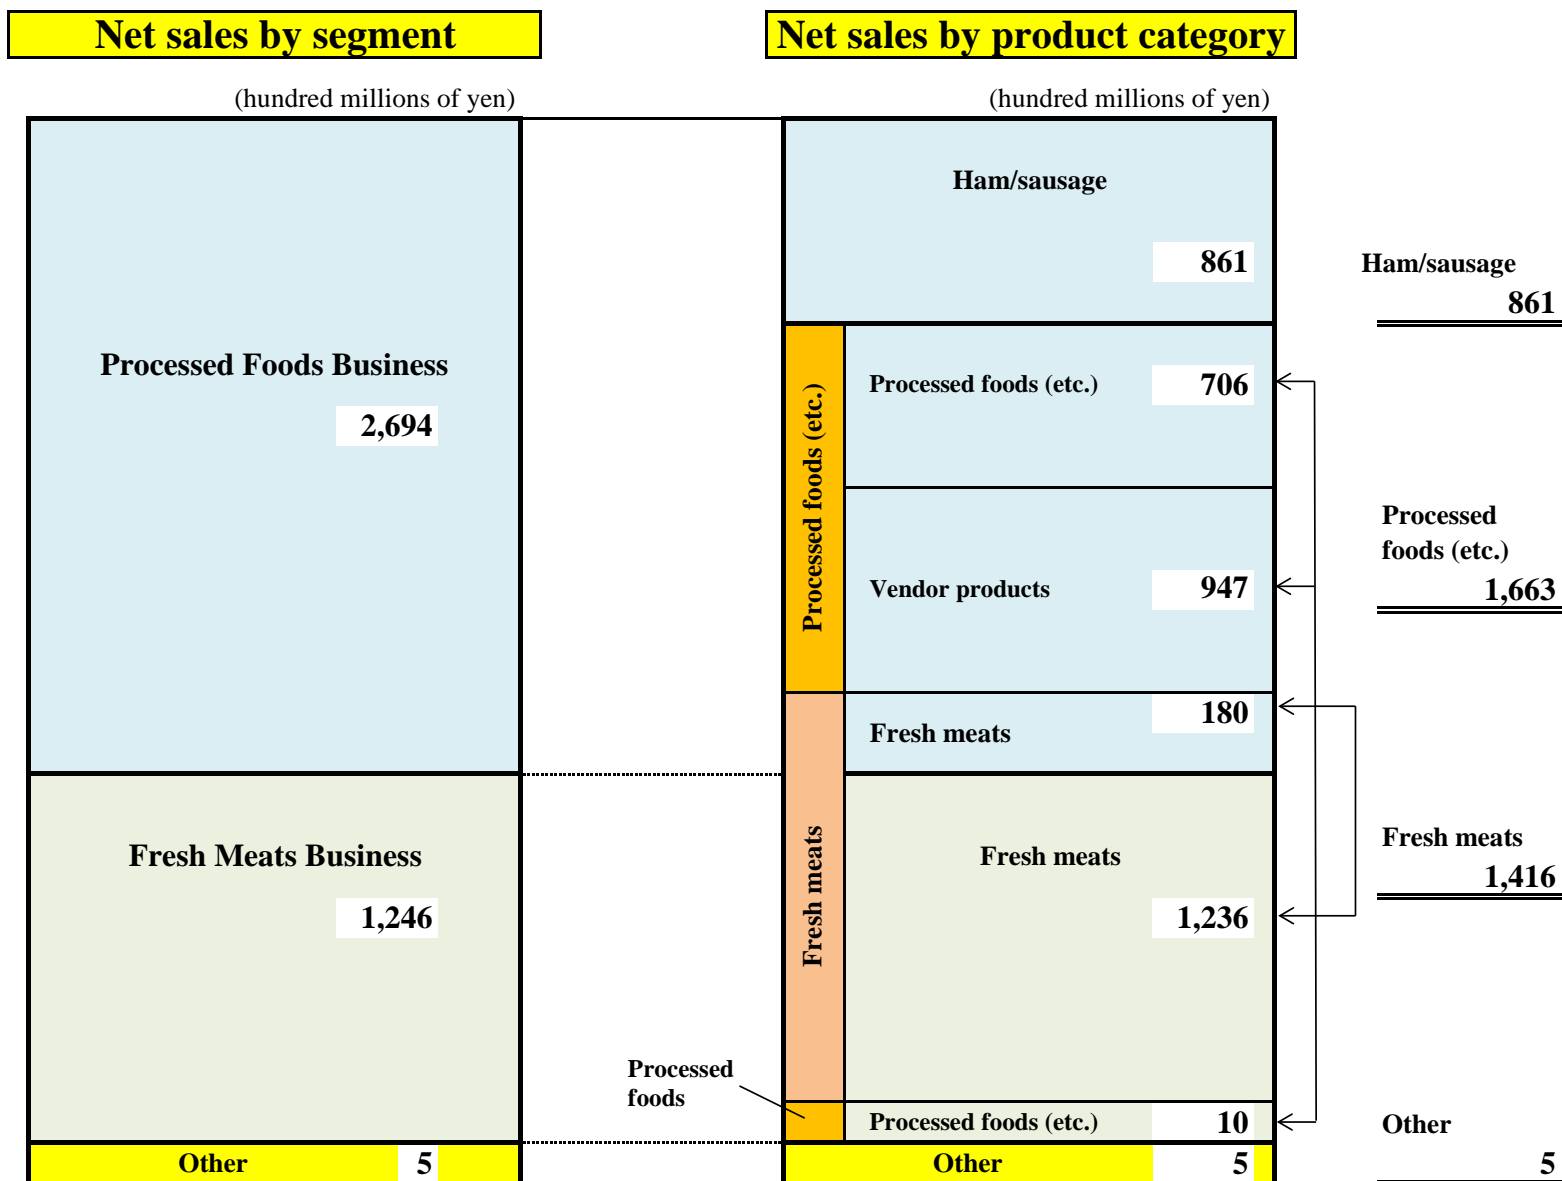 Net sales by segment
Net sales by product category
(hundred millions of yen)
(hundred millions of yen)
Processed Foods Business
2,694
Fresh Meats Business
1,246
Other 5
Ham/sausage
861
Processed foods (etc.)
Processed foods (etc.) 706
Vendor products 947
Fresh meats
180
Fresh meats
Fresh meats
1,236
Processed
foods
Processed foods (etc.) 10
Other 5
Ham/sausage
861
Processed
foods (etc.)
1,663
Fresh meats
1,416
Other
5